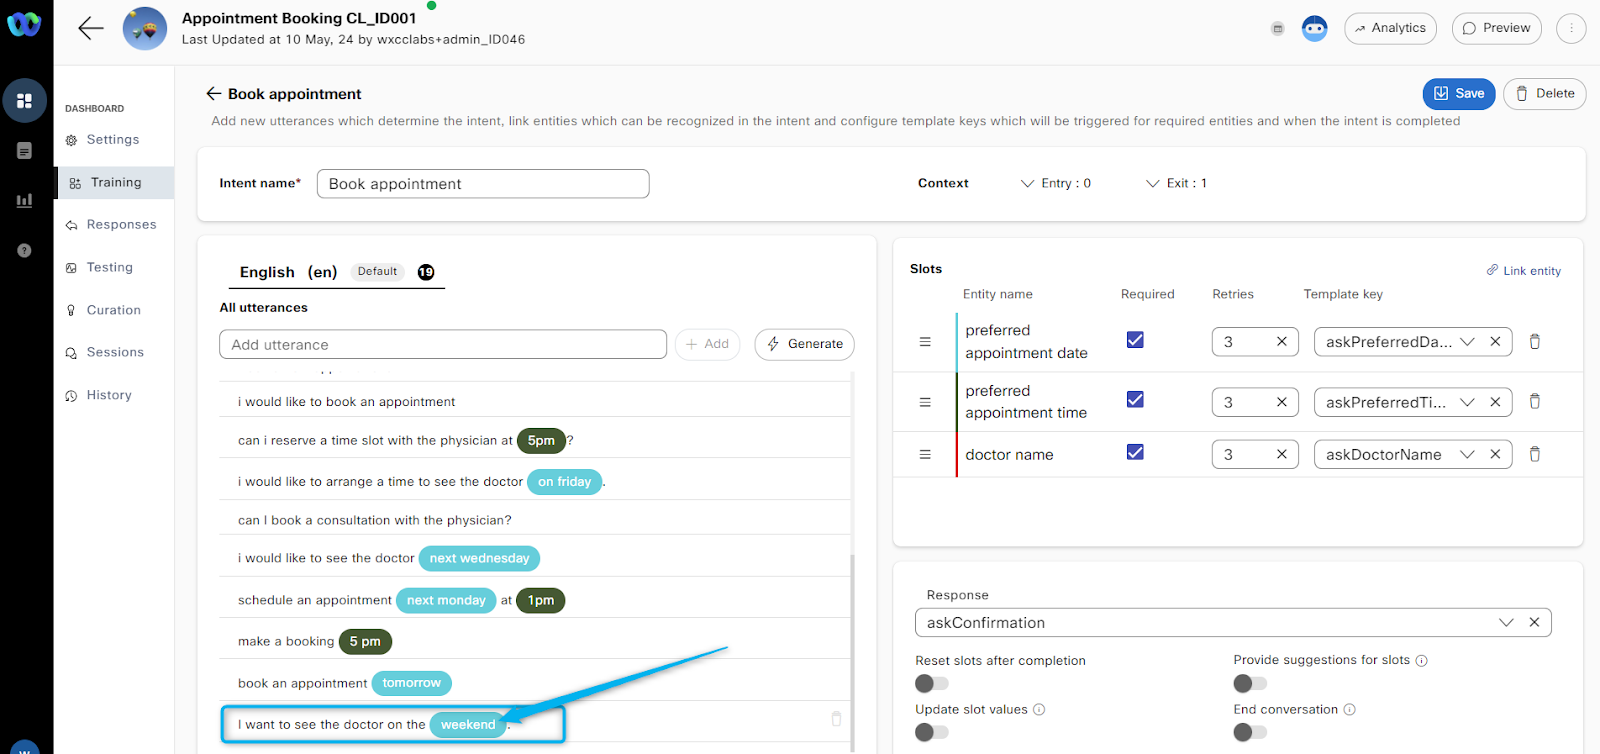 Appointment Booking CL_ID001
Last Updated at 10 May, 24 by wxcclabs+admin_ID046
Analytics
Preview
DASHBOARD
Settings
Training
Responses
Testing
Curation
Sessions
History
Book appointment
Save
Delete
Add new utterances which determine the intent, link entities which can be recognized in the intent and configure template keys which will be triggered for required entities and when the intent is completed
Intent name*
Book appointment
Context
Entry : 0
Exit : 1
English (en) Default 19
All utterances
Add utterance
+ Add
Generate
i would like to book an appointment
can i reserve a time slot with the physician at 5pm ?
i would like to arrange a time to see the doctor on friday .
can I book a consultation with the physician?
i would like to see the doctor next wednesday
schedule an appointment next monday at 1pm
make a booking 5 pm
book an appointment tomorrow
I want to see the doctor on the weekend .
Slots
Link entity
Entity name Required Retries Template key
preferred appointment date
3
askPreferredDa...
preferred appointment time
3
askPreferredTi...
doctor name
3
askDoctorName
Response
askConfirmation
Reset slots after completion
Provide suggestions for slots
Update slot values
End conversation